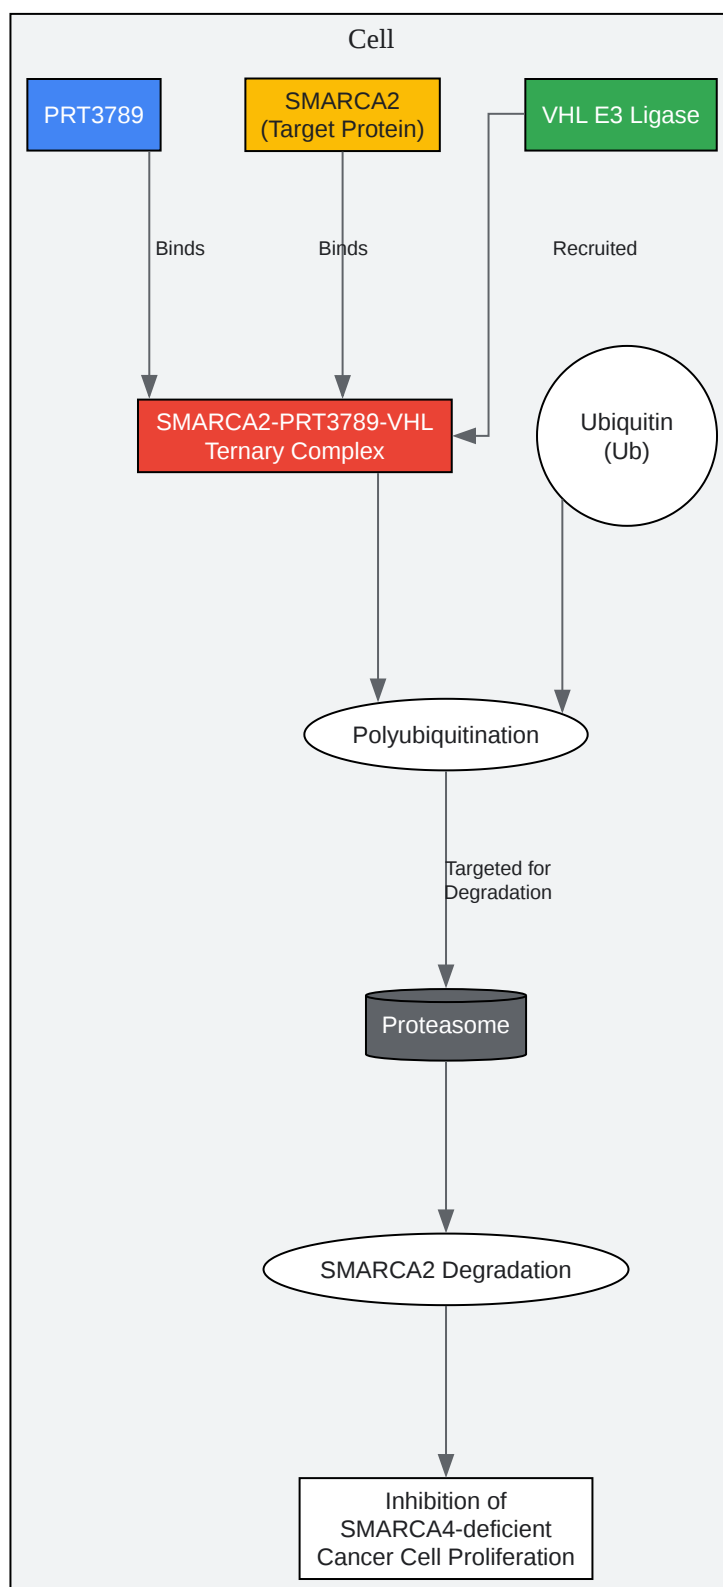 Cell
PRT3789
SMARCA2
(Target Protein)
VHL E3 Ligase
Binds
Binds
Recruited
SMARCA2-PRT3789-VHL
Ternary Complex
Ubiquitin
(Ub)
Polyubiquitination
Targeted for
Degradation
Proteasome
SMARCA2 Degradation
Inhibition of
SMARCA4-deficient
Cancer Cell Proliferation